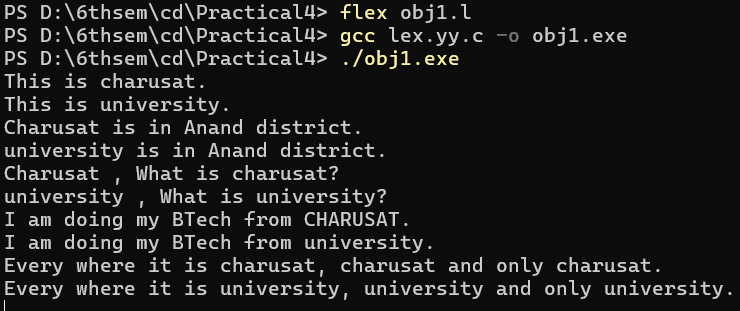 PS D:\6thsem\cd\Practical4> flex obj1.l
PS D:\6thsem\cd\Practical4> gcc lex.yy.c -o obj1.exe
PS D:\6thsem\cd\Practical4> ./obj1.exe
This is charusat.
This is university.
Charusat is in Anand district.
university is in Anand district.
Charusat , What is charusat?
university , What is university?
I am doing my BTech from CHARUSAT.
I am doing my BTech from university.
Every where it is charusat, charusat and only charusat.
Every where it is university, university and only university.